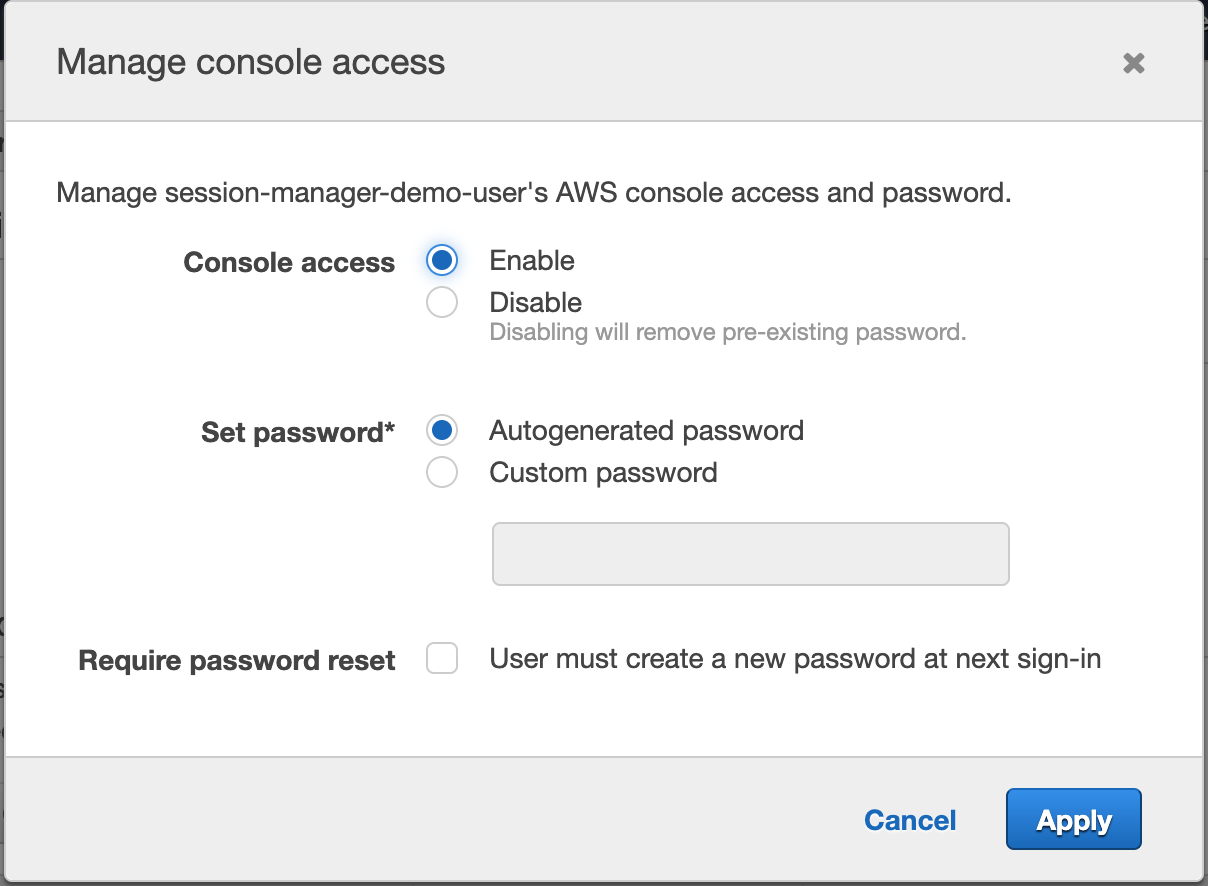 Manage console access
Manage session-manager-demo-user's AWS console access and password.
Console access
Enable
Disable
Disabling will remove pre-existing password.
Set password*
Autogenerated password
Custom password
Require password reset
User must create a new password at next sign-in
Cancel
Apply